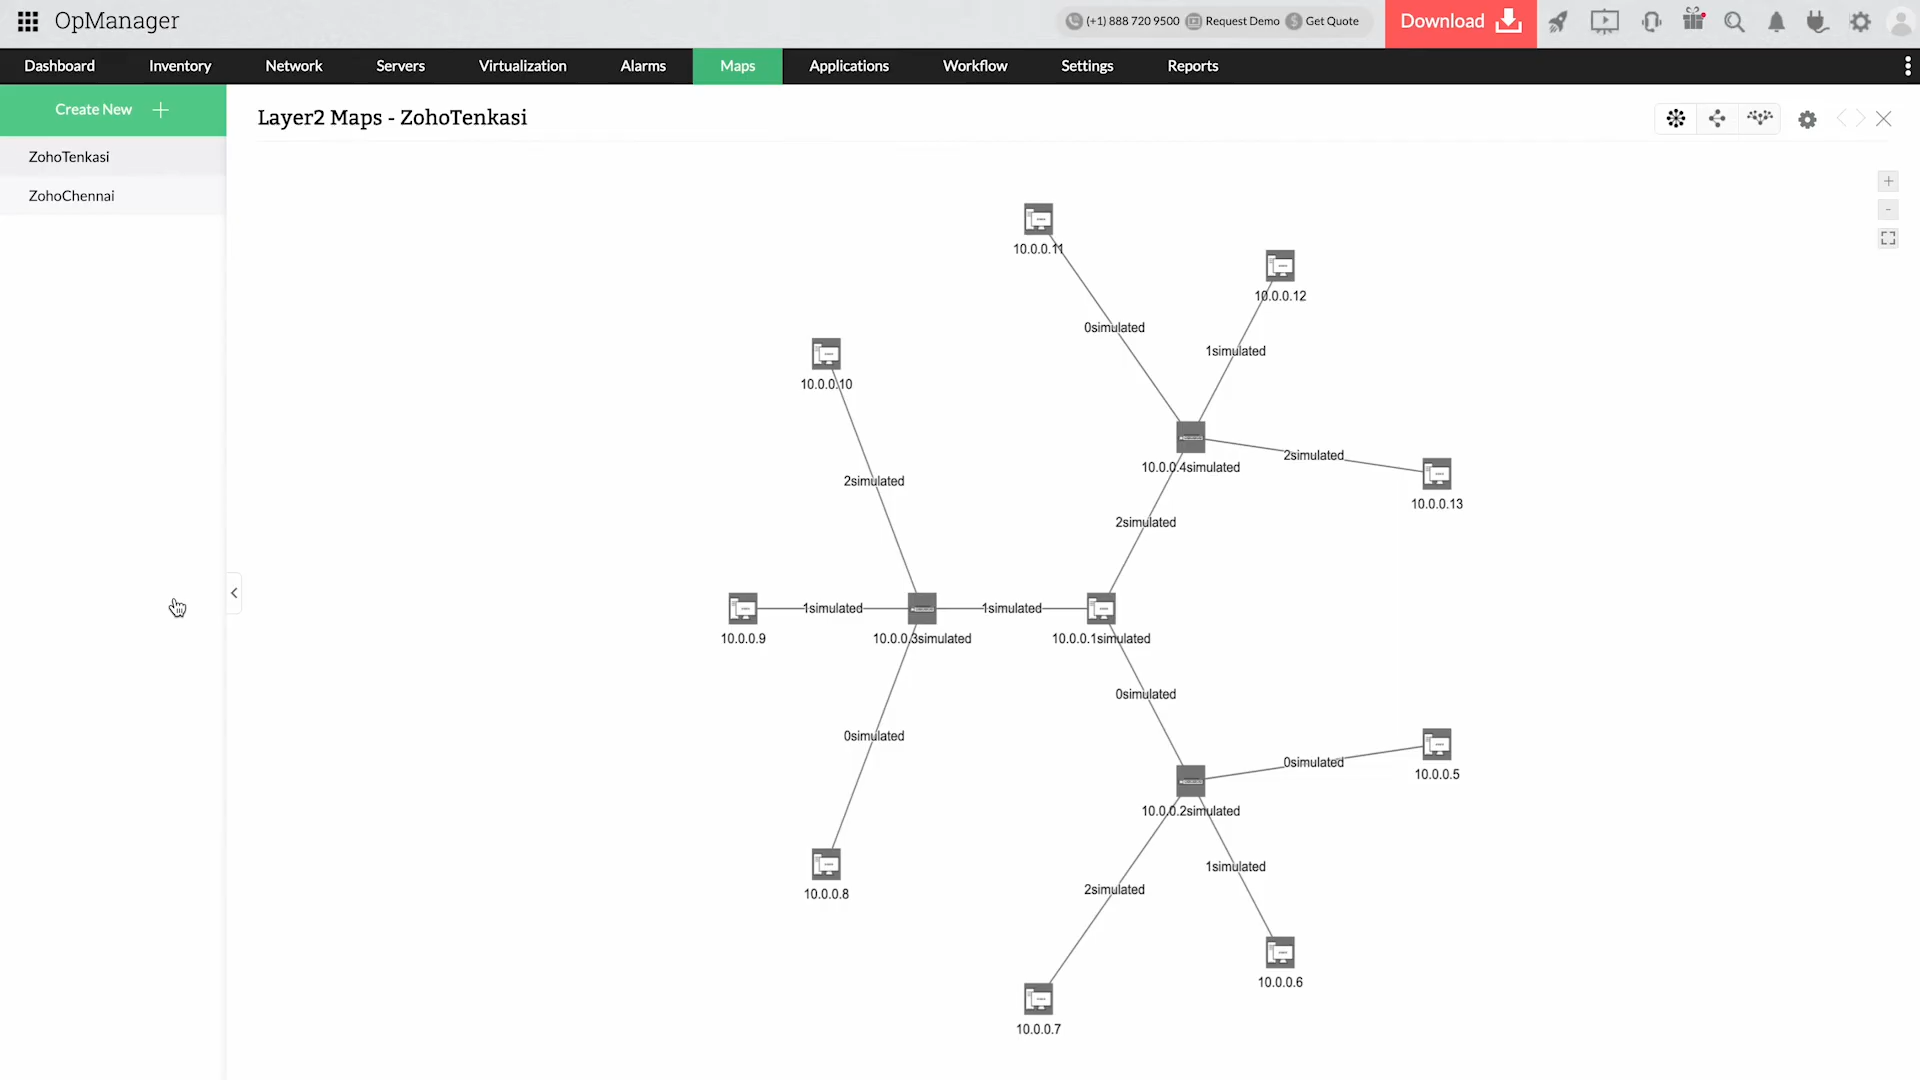 OpManager
(+1) 888 720 9500 Request Demo $ Get Quote
Download
Dashboard Inventory Network Servers Virtualization Alarms Maps Applications Workflow Settings Reports
Create New +
Layer2 Maps - ZohoTenkasi
ZohoTenkasi
ZohoChennai
10.0.0.11
10.0.0.12
0simulated
1simulated
10.0.0.10
2simulated
10.0.0.4simulated
2simulated
10.0.0.13
2simulated
10.0.0.9
1simulated
10.0.0.3simulated
1simulated
10.0.0.1simulated
0simulated
0simulated
0simulated
10.0.0.5
10.0.0.2simulated
1simulated
2simulated
10.0.0.8
10.0.0.6
10.0.0.7